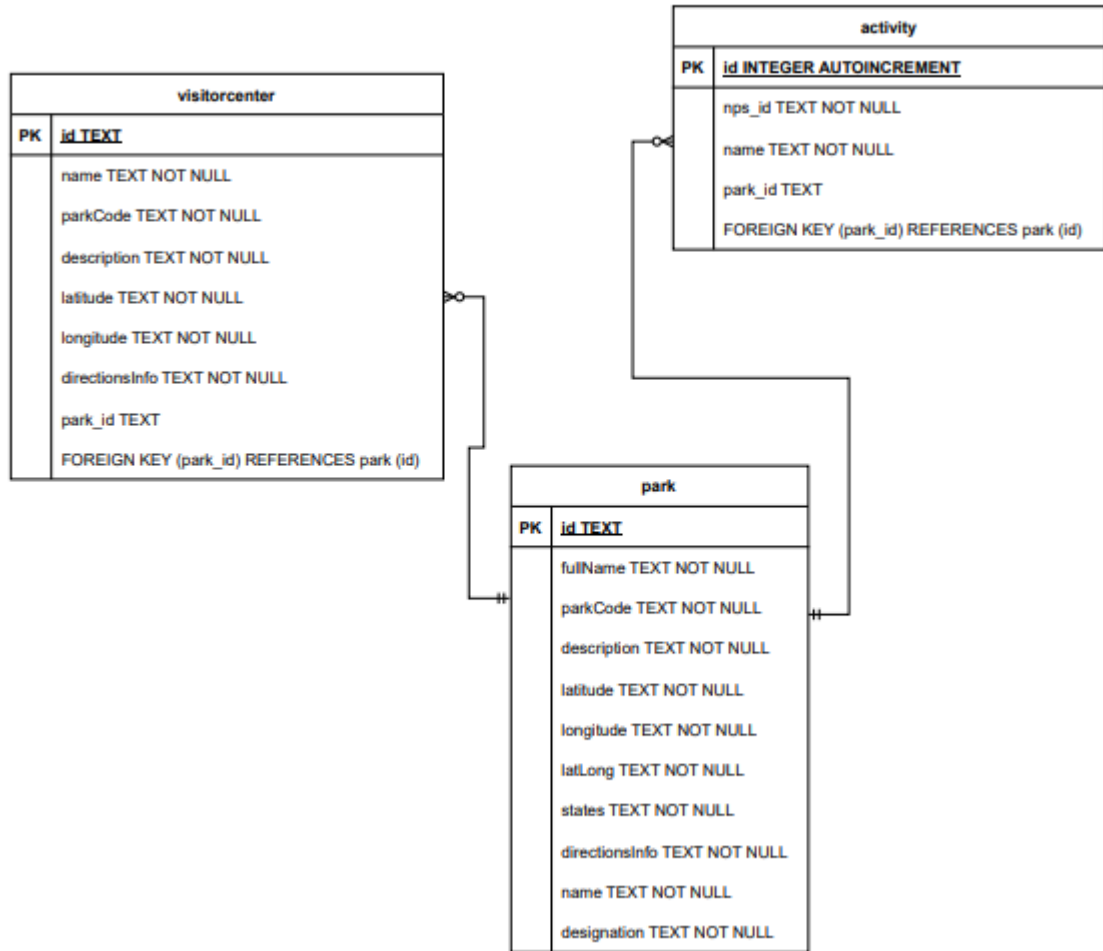 visitorcenter
PK id TEXT
name TEXT NOT NULL
parkCode TEXT NOT NULL
description TEXT NOT NULL
latitude TEXT NOT NULL
longitude TEXT NOT NULL
directionsInfo TEXT NOT NULL
park_id TEXT
FOREIGN KEY (park_id) REFERENCES park (id)
activity
PK id INTEGER AUTOINCREMENT
nps_id TEXT NOT NULL
name TEXT NOT NULL
park_id TEXT
FOREIGN KEY (park_id) REFERENCES park (id)
park
PK id TEXT
fullName TEXT NOT NULL
parkCode TEXT NOT NULL
description TEXT NOT NULL
latitude TEXT NOT NULL
longitude TEXT NOT NULL
latLong TEXT NOT NULL
states TEXT NOT NULL
directionsInfo TEXT NOT NULL
name TEXT NOT NULL
designation TEXT NOT NULL